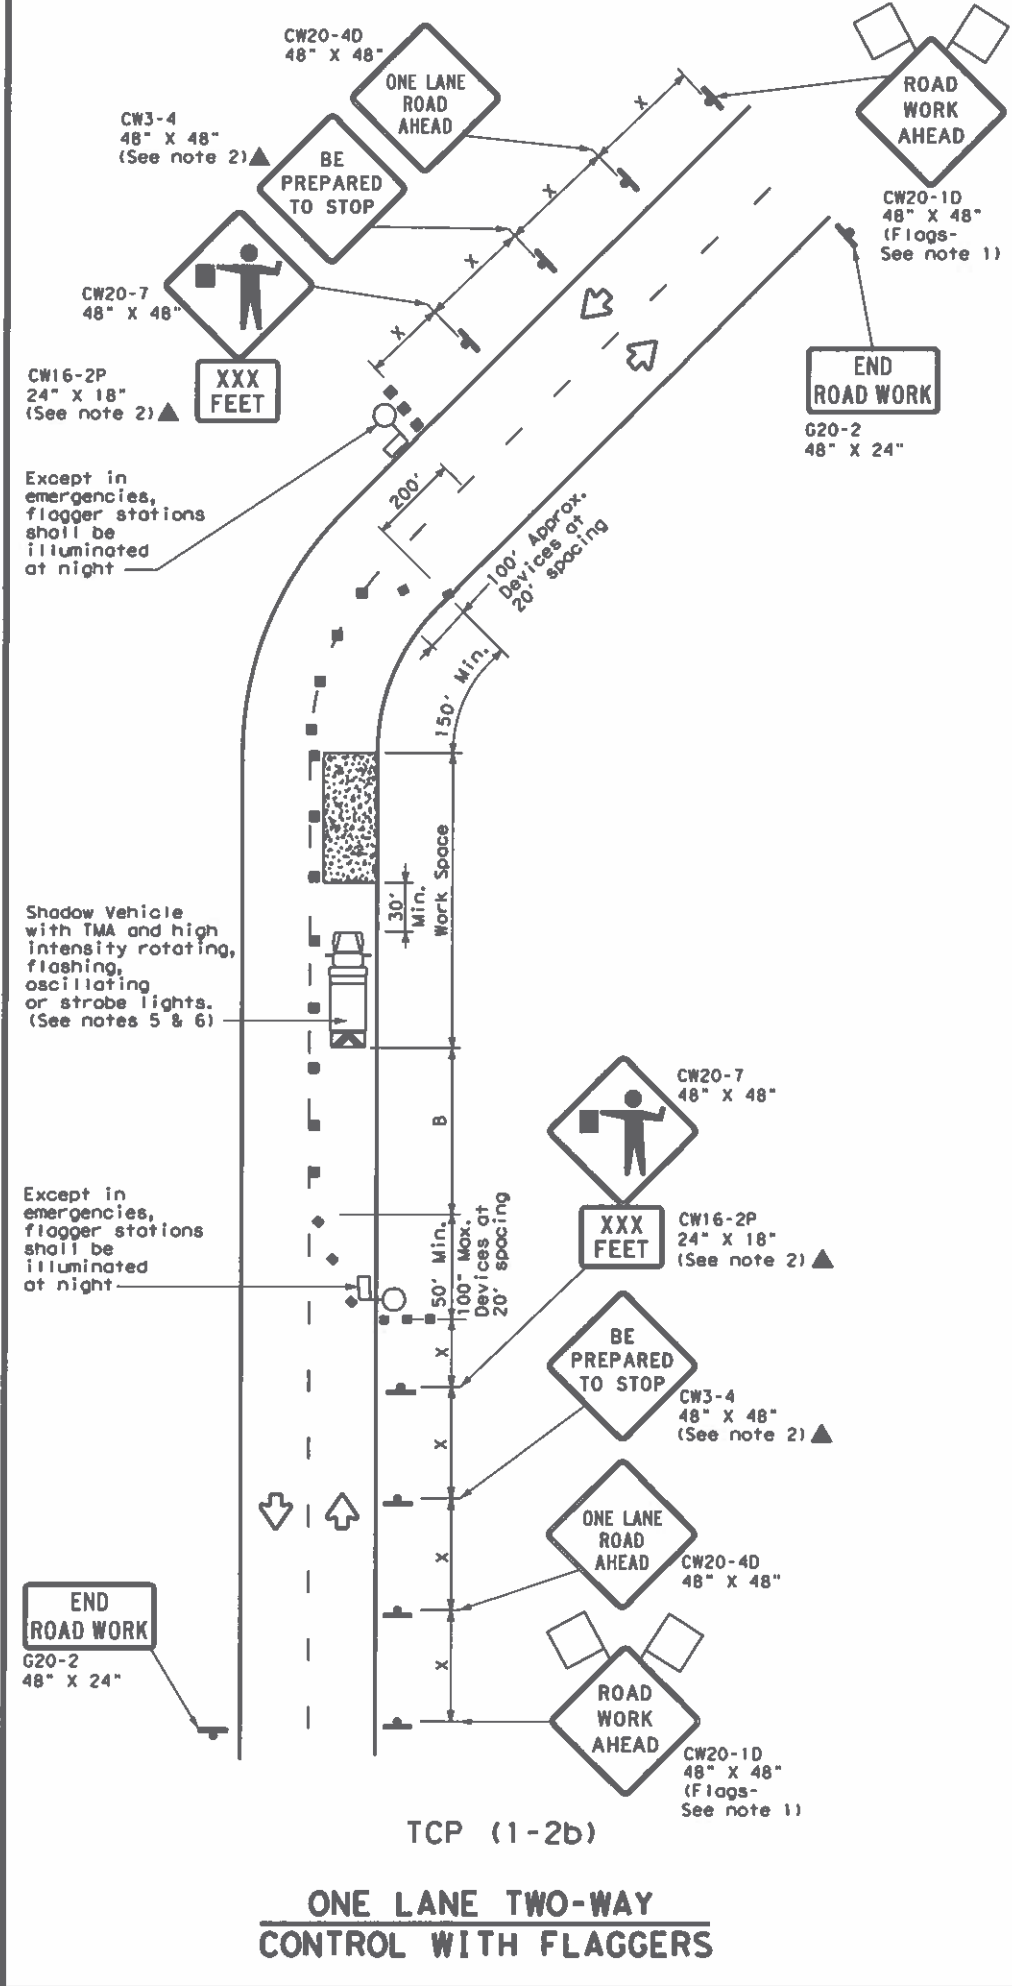 CW20-4D
48" X 48"
ONE LANE
ROAD
AHEAD
ROAD
WORK
AHEAD
CW20-1D
48" X 48"
(Flags-
See note 1)
CW3-4
48" X 48"
(See note 2)▲
BE
PREPARED
TO STOP
X
X
X
X
CW20-7
48" X 48"
CW16-2P
24" X 18"
(See note 2)▲
XXX
FEET
END
ROAD WORK
G20-2
48" X 24"
Except in
emergencies,
flagger stations
shall be
illuminated
at night
200'
100' Approx.
Devices at
20' spacing
150' Min.
Work Space
30'
Min.
Shadow Vehicle
with TMA and high
intensity rotating,
flashing,
oscillating
or strobe lights.
(See notes 5 & 6)
B
CW20-7
48" X 48"
XXX
FEET
CW16-2P
24" X 18"
(See note 2)▲
Except in
emergencies,
flagger stations
shall be
illuminated
at night
50' Min.
100" Max.
Devices at
20' spacing
X
BE
PREPARED
TO STOP
CW3-4
48" X 48"
(See note 2)▲
X
ONE LANE
ROAD
AHEAD
CW20-4D
48" X 48"
X
END
ROAD WORK
G20-2
48" X 24"
X
ROAD
WORK
AHEAD
CW20-1D
48" X 48"
(Flags-
See note 1)
TCP (1-2b)
ONE LANE TWO-WAY
CONTROL WITH FLAGGERS